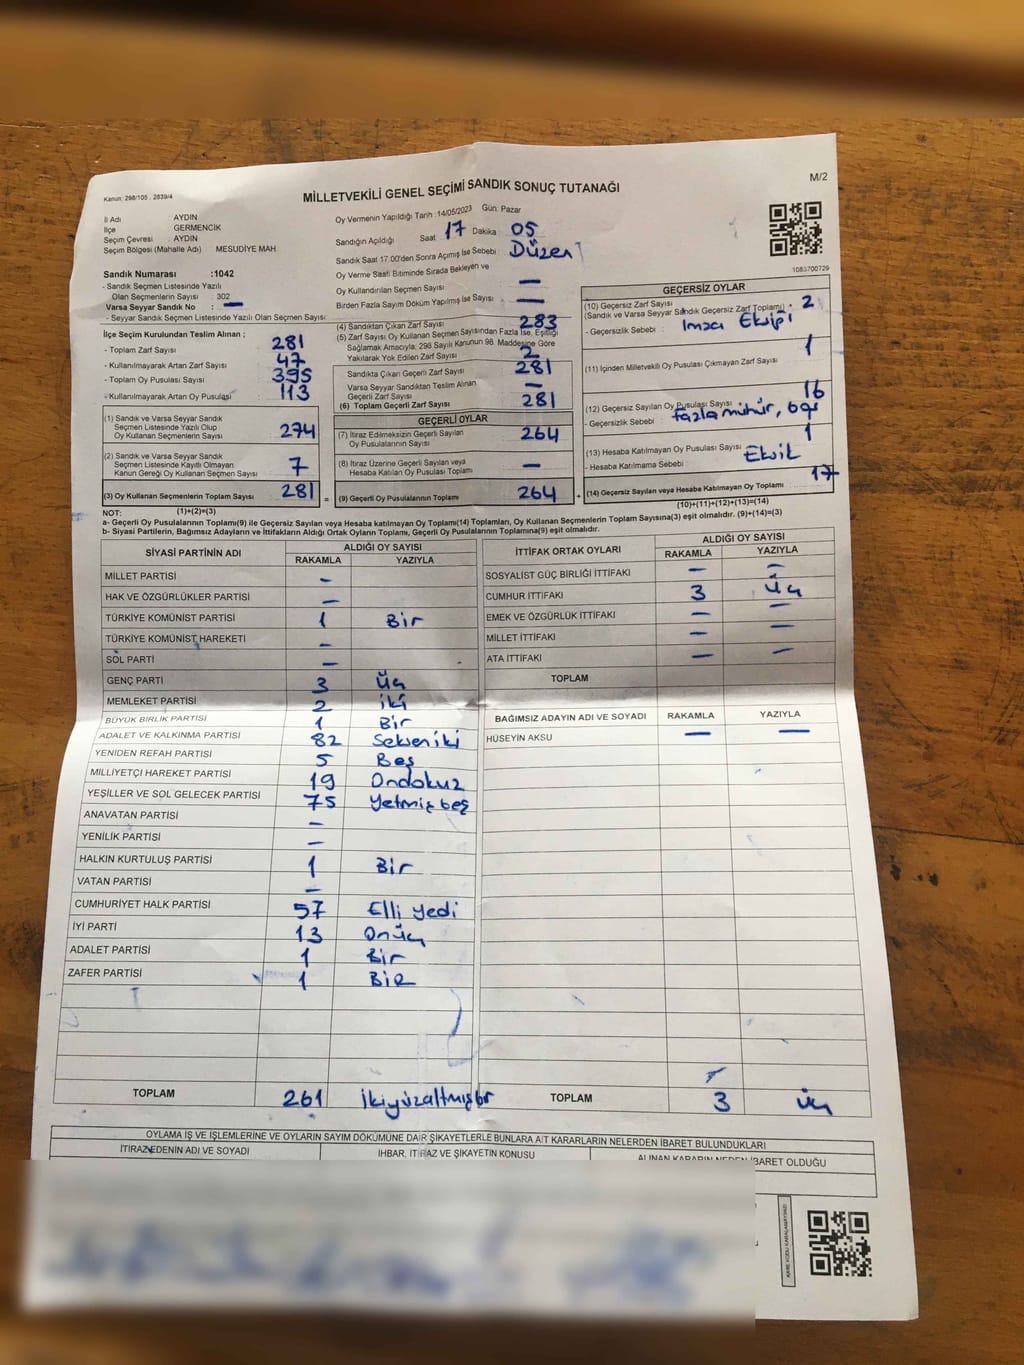 Kanun: 298/105 , 2839/4
MİLLETVEKİLİ GENEL SEÇİMİ SANDIK SONUÇ TUTANAĞI
M/2
İl Adı AYDIN
İlçe GERMENCİK
Seçim Çevresi : AYDIN
Seçim Bölgesi (Mahalle Adı) MESUDİYE MAH.
Sandık Numarası :1042
- Sandık Seçmen Listesinde Yazılı
Olan Seçmenlerin Sayısı : 302
Varsa Seyyar Sandık No : —
- Seyyar Sandık Seçmen Listesinde Yazılı Olan Seçmen Sayısı:
Oy Vermenin Yapıldığı Tarih :14/05/2023 Gün: Pazar
Sandığın Açıldığı Saat 17 Dakika 05
Sandık Saat 17.00'den Sonra Açımış İse Sebebi : Düzen
Oy Verme Saati Bitiminde Sırada Bekleyen ve
Oy Kullandırılan Seçmen Sayısı —
Birden Fazla Sayım Döküm Yapılmış İse Sayısı —
1083700729
İlçe Seçim Kurulundan Teslim Alınan ;
- Toplam Zarf Sayısı 281
- Kullanılmayarak Artan Zarf Sayısı 47
- Toplam Oy Pusulası Sayısı 395
- Kullanılmayarak Artan Oy Pusulası 113
(1) Sandık ve Varsa Seyyar Sandık
Seçmen Listesinde Yazılı Olup
Oy Kullanan Seçmenlerin Sayısı 274
(2) Sandık ve Varsa Seyyar Sandık
Seçmen Listesinde Kayıtlı Olmayan
Kanun Gereği Oy Kullanan Seçmen Sayısı 7
(3) Oy Kullanan Seçmenlerin Toplam Sayısı 281 =
(4) Sandıktan Çıkan Zarf Sayısı 283
(5) Zarf Sayısı Oy Kullanan Seçmen Sayısından Fazla İse, Eşitliği
Sağlamak Amacıyla; 298 Sayılı Kanunun 98. Maddesine Göre
Yakılarak Yok Edilen Zarf Sayısı 2
Sandıkta Çıkan Geçerli Zarf Sayısı 281
Varsa Seyyar Sandıktan Teslim Alınan
Geçerli Zarf Sayısı —
(6) Toplam Geçerli Zarf Sayısı 281
GEÇERLİ OYLAR
(7) İtiraz Edilmeksizin Geçerli Sayılan
Oy Pusulalarının Sayısı 264
(8) İtiraz Üzerine Geçerli Sayılan veya
Hesaba Katılan Oy Pusulası Toplamı —
(9) Geçerli Oy Pusulalarının Toplamı 264 +
GEÇERSİZ OYLAR
(10) Geçersiz Zarf Sayısı
(Sandık ve Varsa Seyyar Sandık Geçersiz Zarf Toplamı) : 2
- Geçersizlik Sebebi : İmza Eksiği
(11) İçinden Milletvekili Oy Pusulası Çıkmayan Zarf Sayısı 1
(12) Geçersiz Sayılan Oy Pusulası Sayısı 16
- Geçersizlik Sebebi : fazla mühür, boş
(13) Hesaba Katılmayan Oy Pusulası Sayısı 1
- Hesaba Katılmama Sebebi : Eksik
(14) Geçersiz Sayılan veya Hesaba Katılmayan Oy Toplamı 17
NOT: (1)+(2)=(3)
(10)+(11)+(12)+(13)=(14)
a- Geçerli Oy Pusulalarının Toplamı(9) ile Geçersiz Sayılan veya Hesaba katılmayan Oy Toplamı(14) Toplamları, Oy Kullanan Seçmenlerin Toplam Sayısına(3) eşit olmalıdır. (9)+(14)=(3)
b- Siyasi Partilerin, Bağımsız Adayların ve İttifakların Aldığı Ortak Oyların Toplamı, Geçerli Oy Pusulalarının Toplamına(9) eşit olmalıdır.
SİYASİ PARTİNİN ADI ALDIĞI OY SAYISI
RAKAMLA YAZIYLA
MİLLET PARTİSI —
HAK VE ÖZGÜRLÜKLER PARTİSİ —
TÜRKİYE KOMÜNİST PARTİSİ 1 Bir
TÜRKİYE KOMÜNİST HAREKETİ —
SOL PARTİ —
GENÇ PARTİ 3 Üç
MEMLEKET PARTİSİ 2 iki
BÜYÜK BİRLİK PARTİSİ 1 Bir
ADALET VE KALKINMA PARTİSİ 82 Seksen iki
YENİDEN REFAH PARTİSİ 5 Beş
MİLLİYETÇİ HAREKET PARTİSİ 19 Ondokuz
YEŞİLLER VE SOL GELECEK PARTİSİ 75 Yetmiş beş
ANAVATAN PARTİSİ —
YENİLİK PARTİSİ —
HALKIN KURTULUŞ PARTİSİ 1 Bir
VATAN PARTİSİ —
CUMHURİYET HALK PARTİSİ 57 Elli yedi
İYİ PARTİ 13 Onüç
ADALET PARTİSİ 1 Bir
ZAFER PARTİSİ 1 BİR
TOPLAM 261 İkiyüzaltmışbr
İTTİFAK ORTAK OYLARI ALDIĞI OY SAYISI
RAKAMLA YAZIYLA
SOSYALİST GÜÇ BİRLİĞİ İTTİFAKI — —
CUMHUR İTTİFAKI 3 Üç
EMEK VE ÖZGÜRLÜK İTTİFAKI — —
MİLLET İTTİFAKI — —
ATA İTTİFAKI — —
TOPLAM
BAĞIMSIZ ADAYIN ADI VE SOYADI RAKAMLA YAZIYLA
HÜSEYİN AKSU — —
TOPLAM 3 üç
OYLAMA İŞ VE İŞLEMLERİNE VE OYLARIN SAYIM DÖKÜMÜNE DAİR ŞİKAYETLERLE BUNLARA AİT KARARLARIN NELERDEN İBARET BULUNDUKLARI
İTİRAZ EDENİN ADI VE SOYADI İHBAR, İTİRAZ VE ŞİKAYETİN KONUSU ALINAN KARARIN NEDEN İBARET OLDUĞU